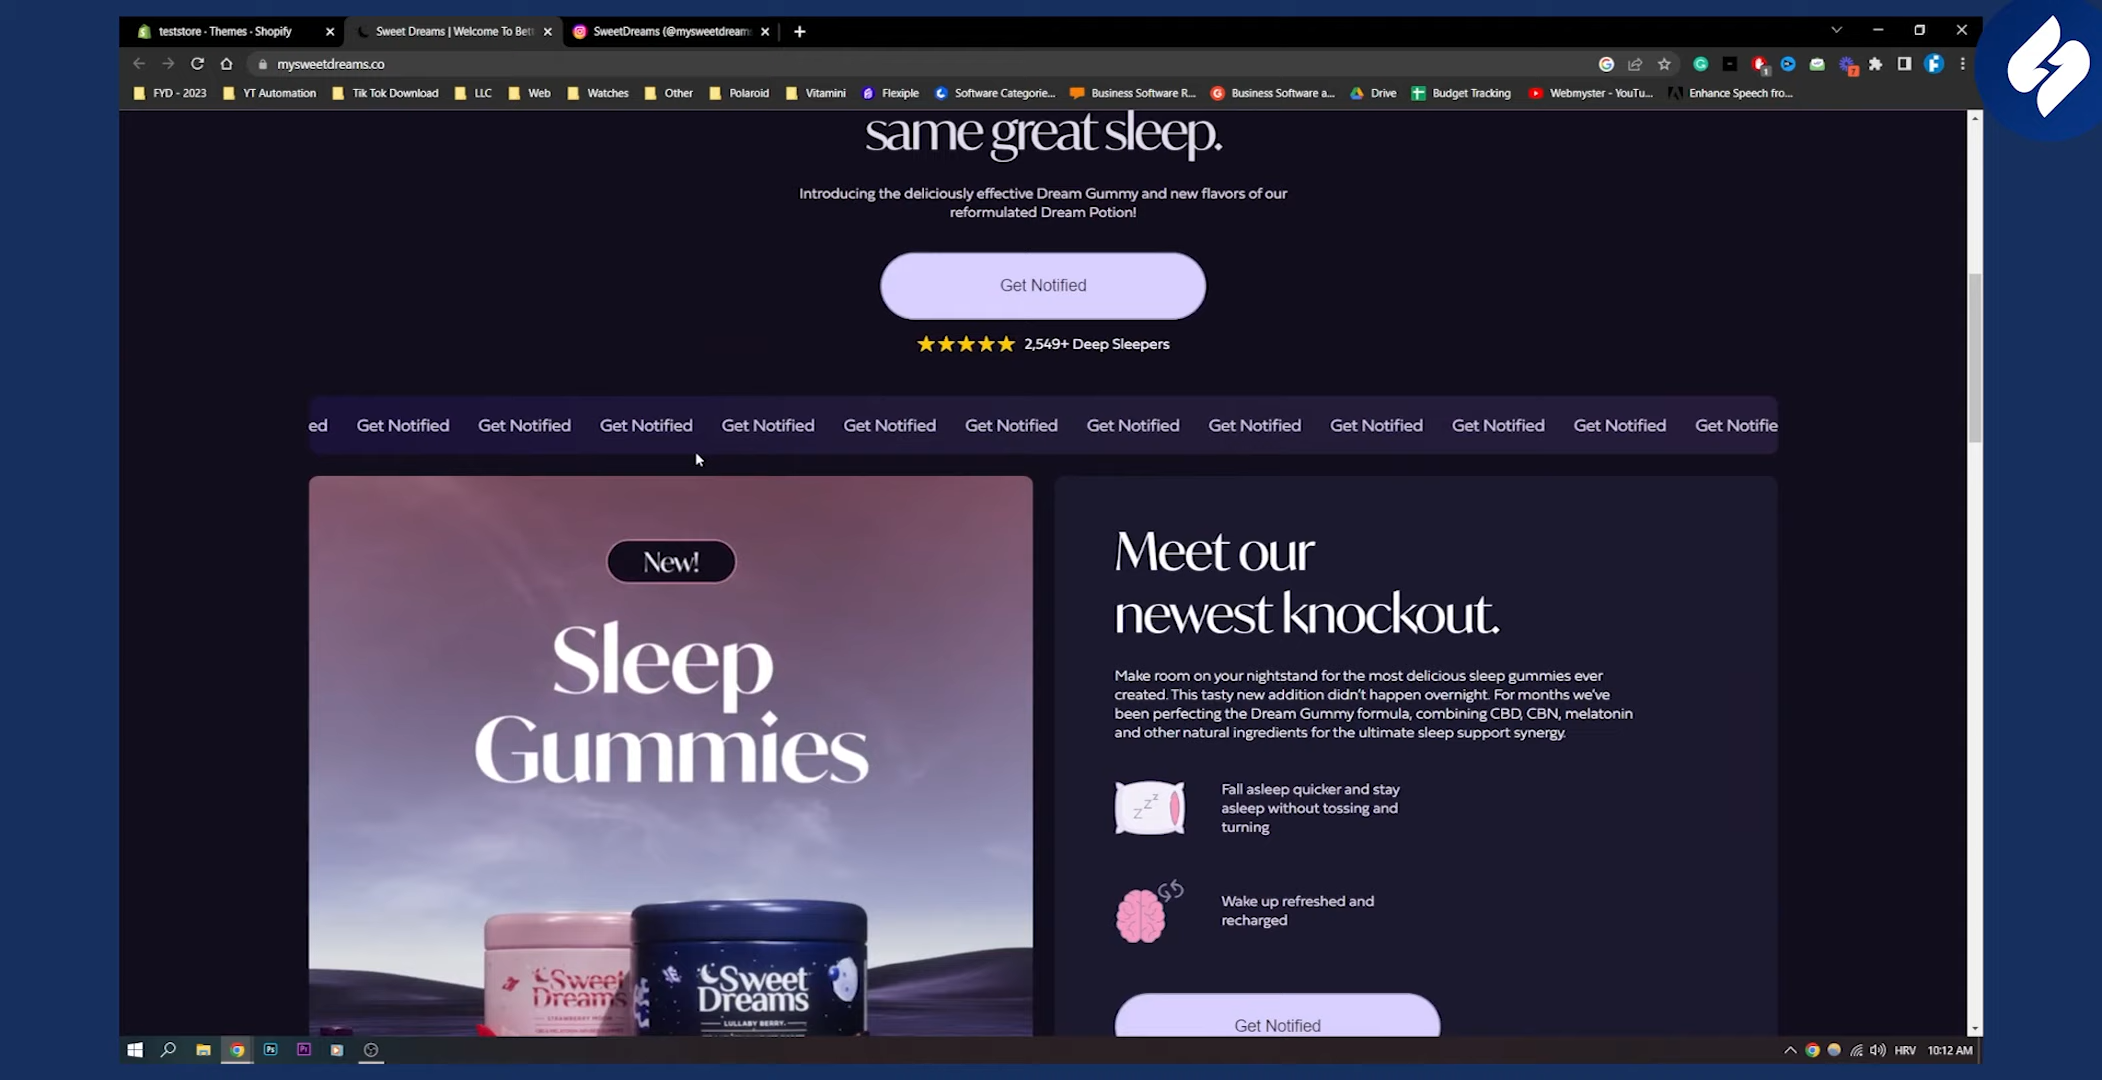 teststore · Themes · Shopify
Sweet Dreams | Welcome To Bett
SweetDreams (@mysweetdream
mysweetdreams.co
FYD - 2023
YT Automation
Tik Tok Download
LLC
Web
Watches
Other
Polaroid
Vitamini
Flexiple
Software Categorie...
Business Software R...
Business Software a...
Drive
Budget Tracking
Webmyster - YouTu...
Enhance Speech fro...
same great sleep.
Introducing the deliciously effective Dream Gummy and new flavors of our
reformulated Dream Potion!
Get Notified
2,549+ Deep Sleepers
ed Get Notified Get Notified Get Notified Get Notified Get Notified Get Notified Get Notified Get Notified Get Notified Get Notified Get Notified Get Notifie
New!
Sleep
Gummies
Sweet
Dreams
STRAWBERRY MOON
Sweet
Dreams
LULLABY BERRY
Meet our
newest knockout.
Make room on your nightstand for the most delicious sleep gummies ever
created. This tasty new addition didn't happen overnight. For months we've
been perfecting the Dream Gummy formula, combining CBD, CBN, melatonin
and other natural ingredients for the ultimate sleep support synergy.
Fall asleep quicker and stay
asleep without tossing and
turning
Wake up refreshed and
recharged
Get Notified
HRV
10:12 AM